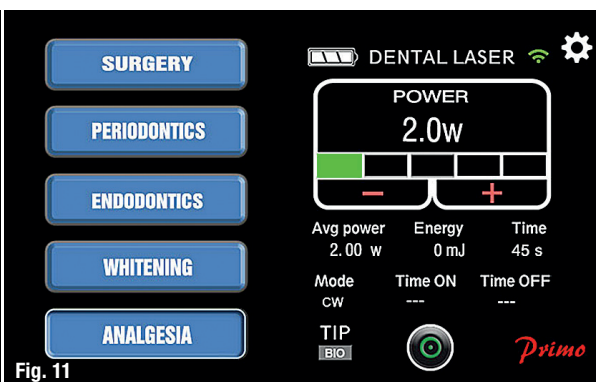 SURGERY
PERIODONTICS
ENDODONTICS
WHITENING
ANALGESIA
Fig. 11
DENTAL LASER
POWER
2.0w
− +
Avg power Energy Time
2.00 w 0 mJ 45 s
Mode Time ON Time OFF
CW --- ---
TIP
BIO
Primo